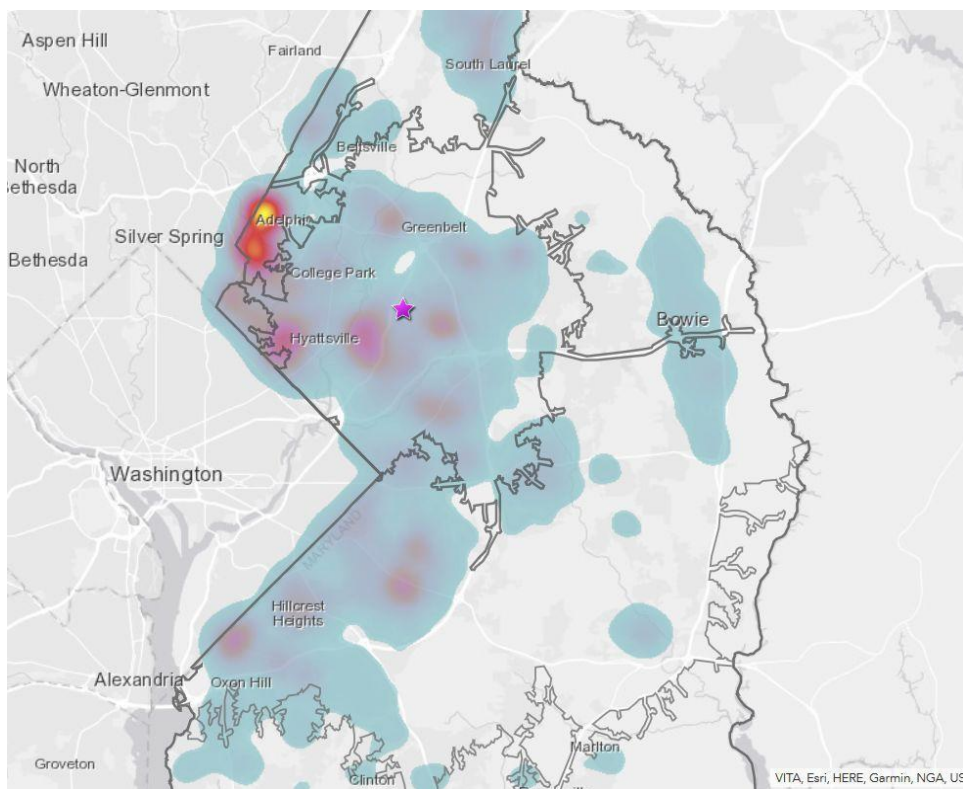 Aspen Hill
Fairland
South Laurel
Wheaton-Glenmont
Beltsville
North
Bethesda
Adelphi
Greenbelt
Silver Spring
Bethesda
College Park
Bowie
Hyattsville
Washington
MARYLAND
Hillcrest
Heights
Alexandria
Oxon Hill
Marlton
Groveton
Clinton
VITA, Esri, HERE, Garmin, NGA, US